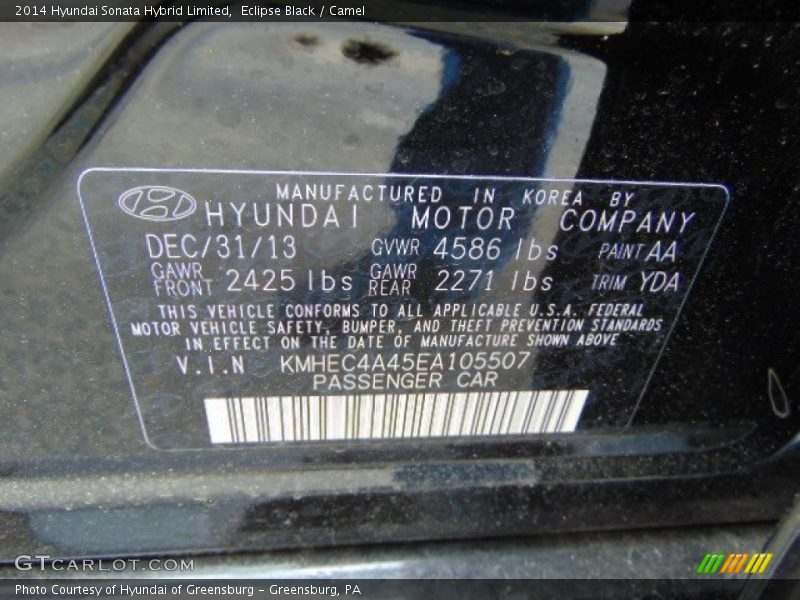 2014 Hyundai Sonata Hybrid Limited, Eclipse Black / Camel
MANUFACTURED IN KOREA BY
HYUNDAI MOTOR COMPANY
DEC/31/13 GVWR 4586 lbs PAINT AA
GAWR FRONT 2425 lbs GAWR REAR 2271 lbs TRIM YDA
THIS VEHICLE CONFORMS TO ALL APPLICABLE U.S.A. FEDERAL
MOTOR VEHICLE SAFETY, BUMPER, AND THEFT PREVENTION STANDARDS
IN EFFECT ON THE DATE OF MANUFACTURE SHOWN ABOVE
V.I.N KMHEC4A45EA105507
PASSENGER CAR
GTCARLOT.COM
Photo Courtesy of Hyundai of Greensburg – Greensburg, PA